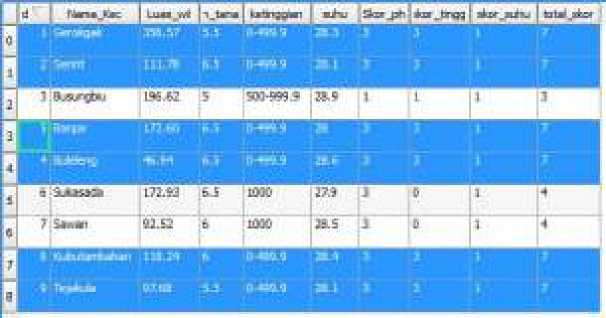 d Nama_Kec Luas_wil n_tana ketinggian suhu Skor_ph skor_tingg skor_suhu total_skor
0 1 Gerokgak 356.57 5.5 0-499.9 28.3 3 3 1 7
1 2 Seririt 111.78 6.5 0-499.9 28.1 3 3 1 7
2 3 Busungbiu 196.62 5 500-999.9 28.9 1 1 1 3
3 5 Banjar 172.60 6.5 0-499.9 28 3 3 1 7
4 4 Buleleng 46.94 6.5 0-499.9 28.6 3 3 1 7
5 6 Sukasada 172.93 6.5 1000 27.9 3 0 1 4
6 7 Sawan 92.52 6 1000 28.5 3 0 1 4
7 8 Kubutambahan 118.24 6 0-499.9 28.4 3 3 1 7
8 9 Tejakula 97.68 5.5 0-499.9 28.1 3 3 1 7